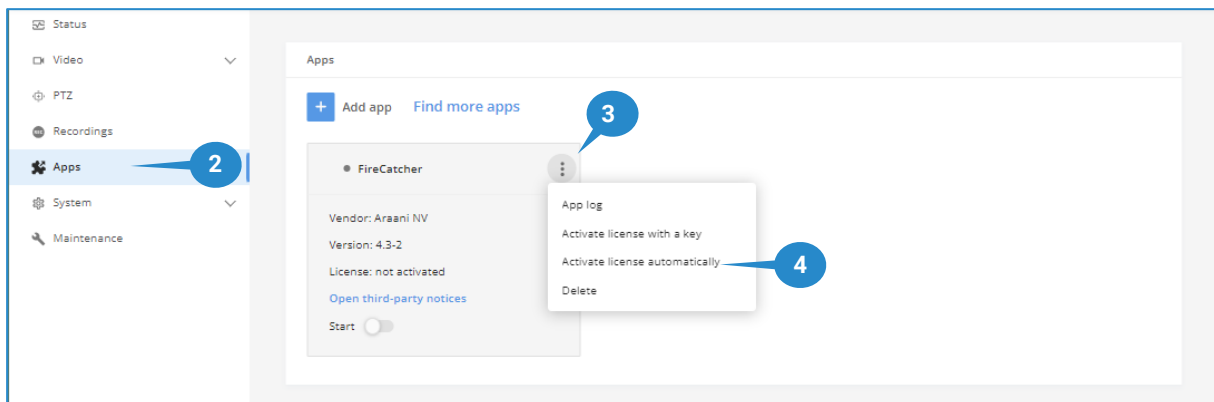 Status
Video
PTZ
Recordings
Apps
System
Maintenance
2
Apps
Add app Find more apps
3
FireCatcher
Vendor: Araani NV
Version: 4.3-2
License: not activated
Open third-party notices
Start
App log
Activate license with a key
Activate license automatically
Delete
4